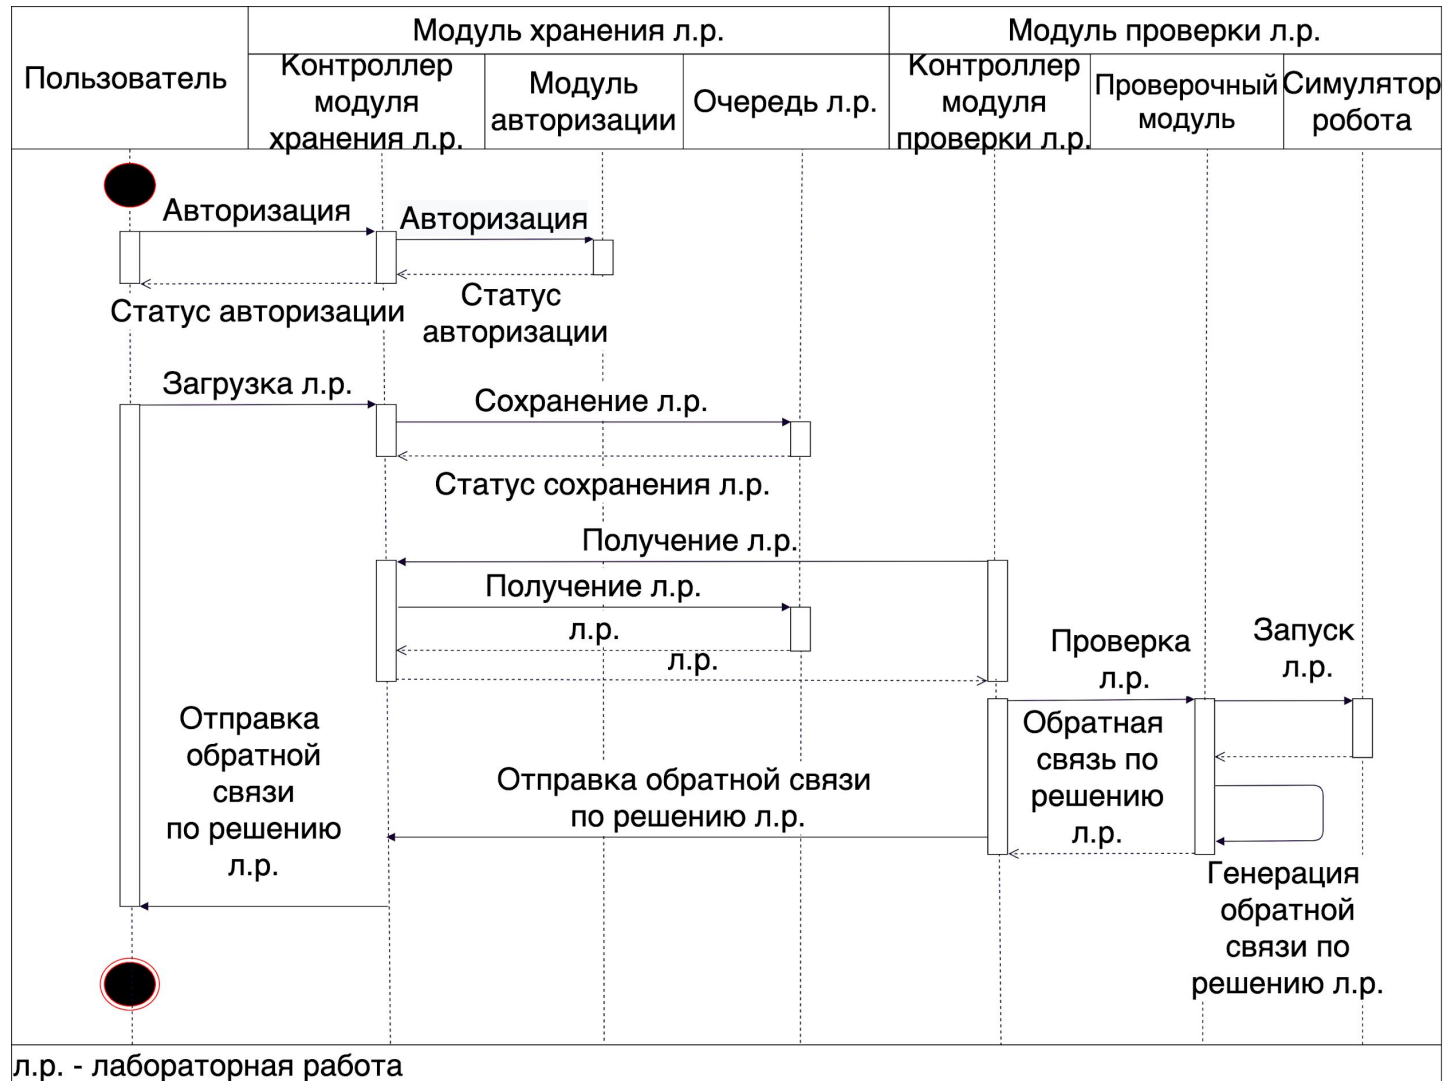 Пользователь
Модуль хранения л.р.
Модуль проверки л.р.
Контроллер
модуля
хранения л.р.
Модуль
авторизации
Очередь л.р.
Контроллер
модуля
проверки л.р.
Проверочный
модуль
Симулятор
робота
Авторизация
Авторизация
Статус авторизации
Статус
авторизации
Загрузка л.р.
Сохранение л.р.
Статус сохранения л.р.
Получение л.р.
Получение л.р.
л.р.
л.р.
Проверка
л.р.
Запуск
л.р.
Обратная
связь по
решению
л.р.
Отправка
обратной
связи
по решению
л.р.
Отправка обратной связи
по решению л.р.
Генерация
обратной
связи по
решению л.р.
л.р. - лабораторная работа